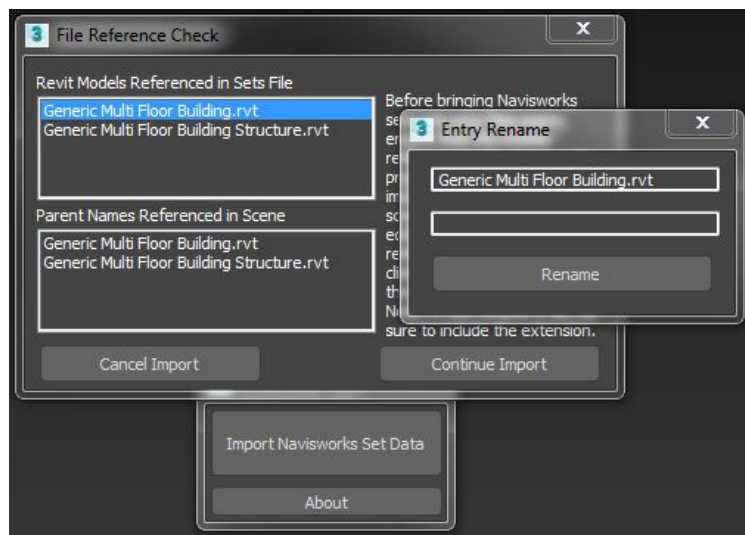 File Reference Check
Revit Models Referenced in Sets File
Generic Multi Floor Building.rvt
Generic Multi Floor Building Structure.rvt
Parent Names Referenced in Scene
Generic Multi Floor Building.rvt
Generic Multi Floor Building Structure.rvt
Before bringing Navisworks
sure to include the extension.
Cancel Import
Continue Import
Entry Rename
Generic Multi Floor Building.rvt
Rename
Import Navisworks Set Data
About